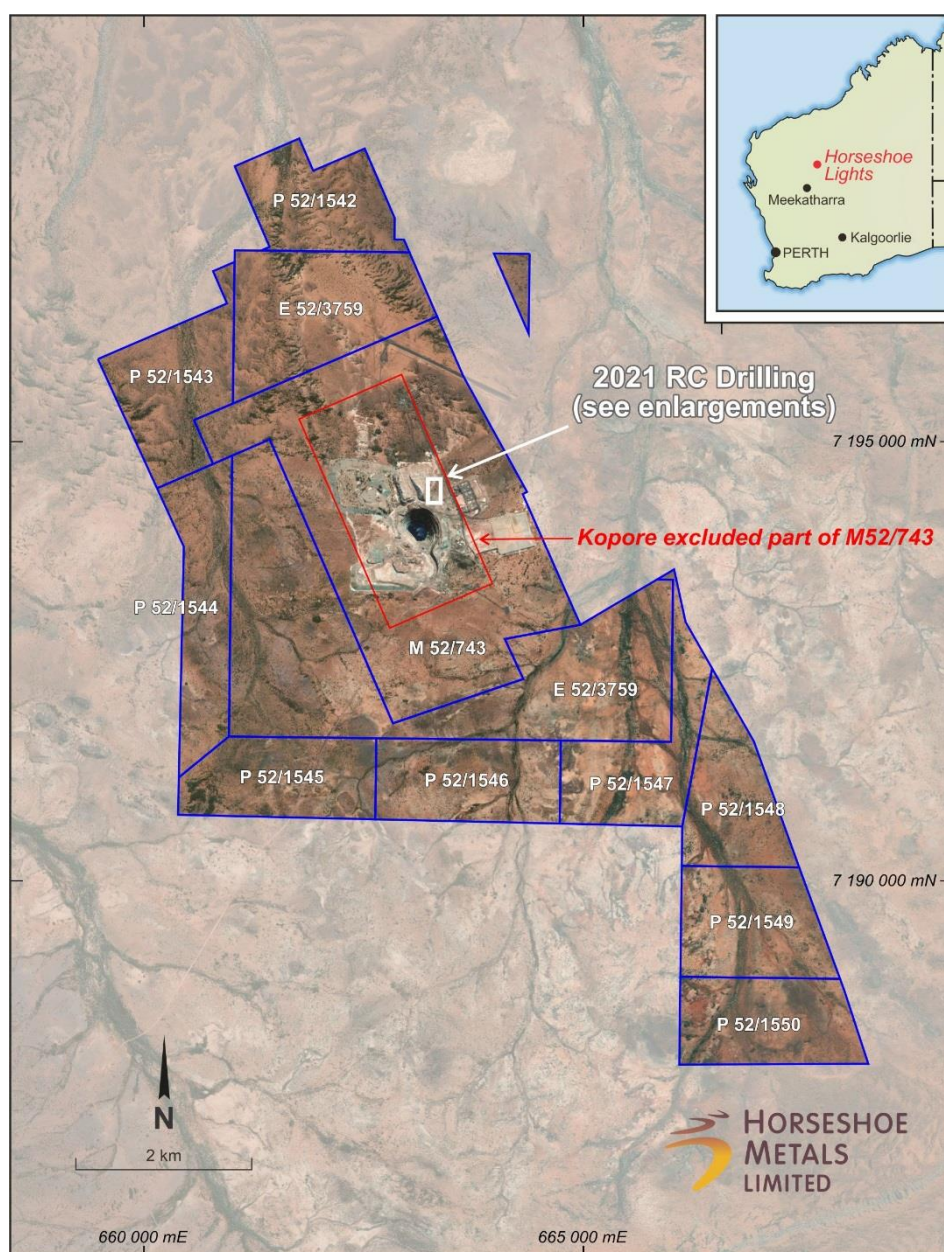 Horseshoe
Lights
Meekatharra
Kalgoorlie
PERTH
P 52/1542
E 52/3759
P 52/1543
2021 RC Drilling
(see enlargements)
7 195 000 mN
Kopore excluded part of M52/743
P 52/1544
M 52/743
E 52/3759
P 52/1545
P 52/1546
P 52/1547
P 52/1548
7 190 000 mN
P 52/1549
P 52/1550
N
2 km
HORSESHOE
METALS
LIMITED
660 000 mE
665 000 mE